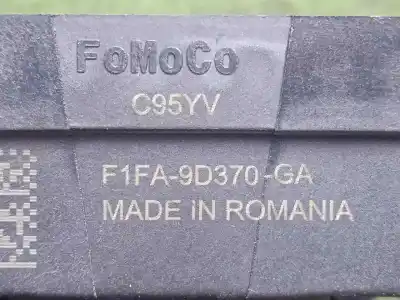 FoMoCo
C95YV
F1FA-9D370-GA
MADE IN ROMANIA